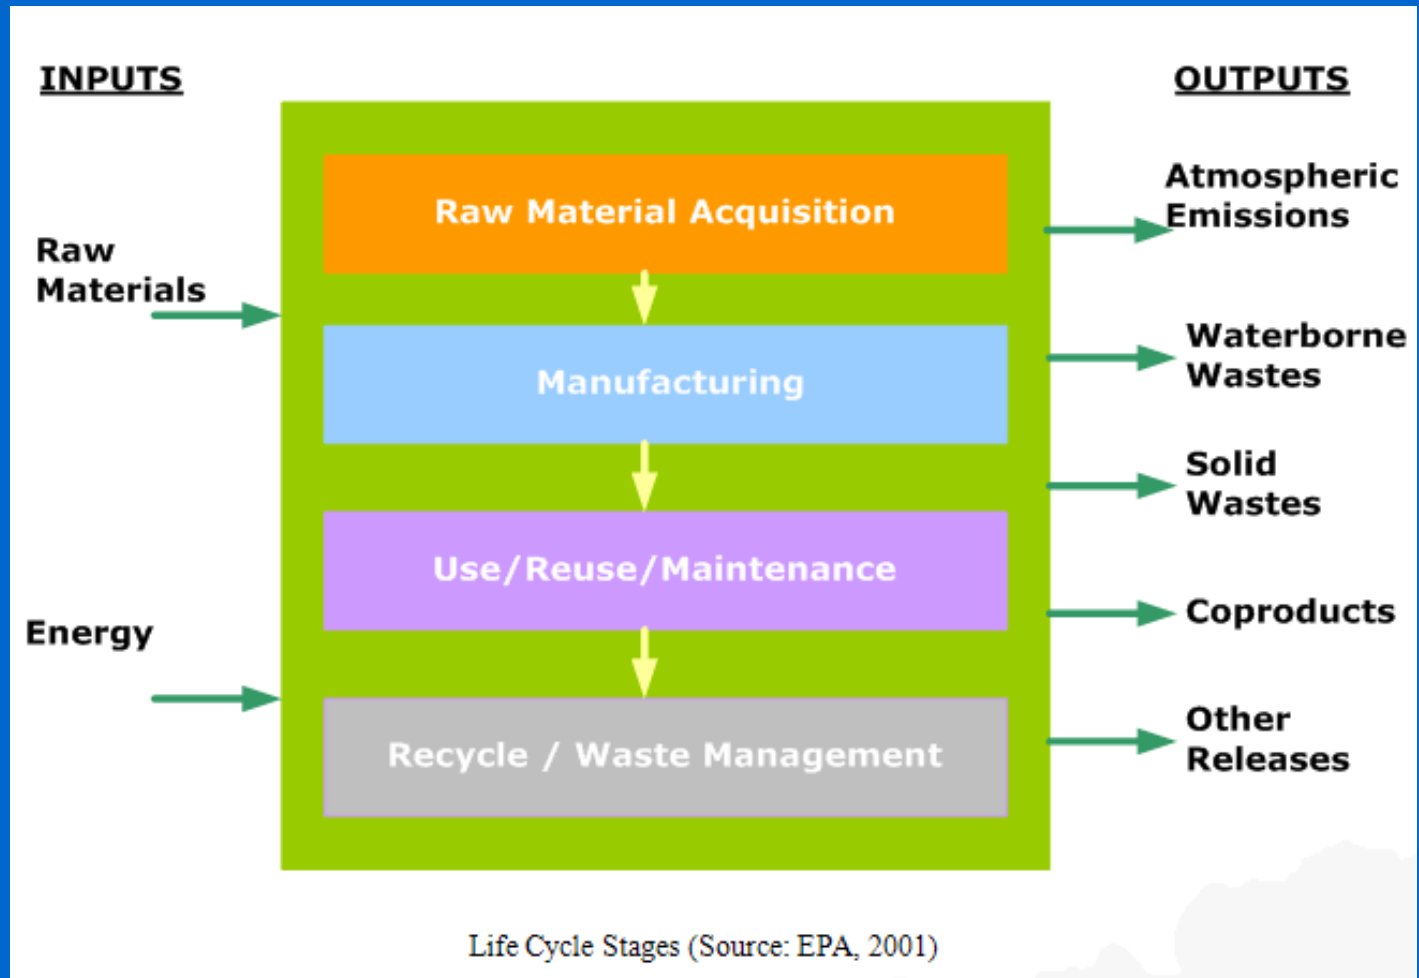 INPUTS
OUTPUTS
Raw Material Acquisition
Atmospheric
Emissions
Raw
Materials
Manufacturing
Waterborne
Wastes
Solid
Wastes
Use/Reuse/Maintenance
Energy
Coproducts
Recycle / Waste Management
Other
Releases
Life Cycle Stages (Source: EPA, 2001)